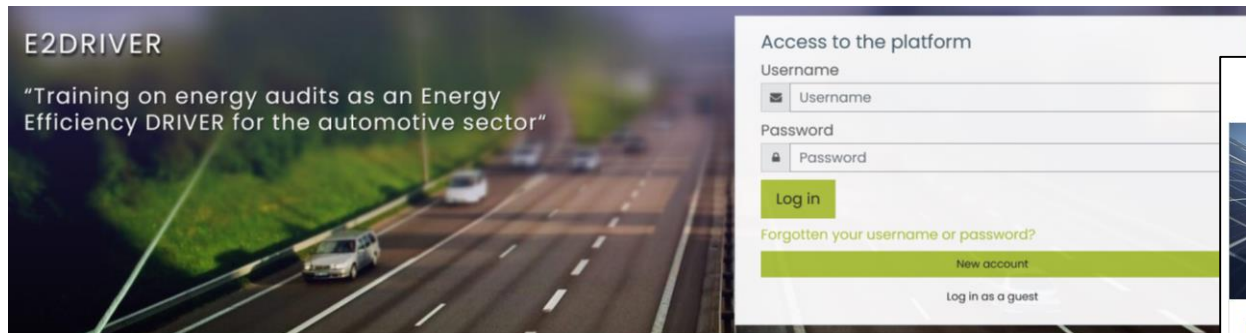 E2DRIVER
“Training on energy audits as an Energy
Efficiency DRIVER for the automotive sector“
Access to the platform
Username
Username
Password
Password
Log in
Forgotten your username or password?
New account
Log in as a guest